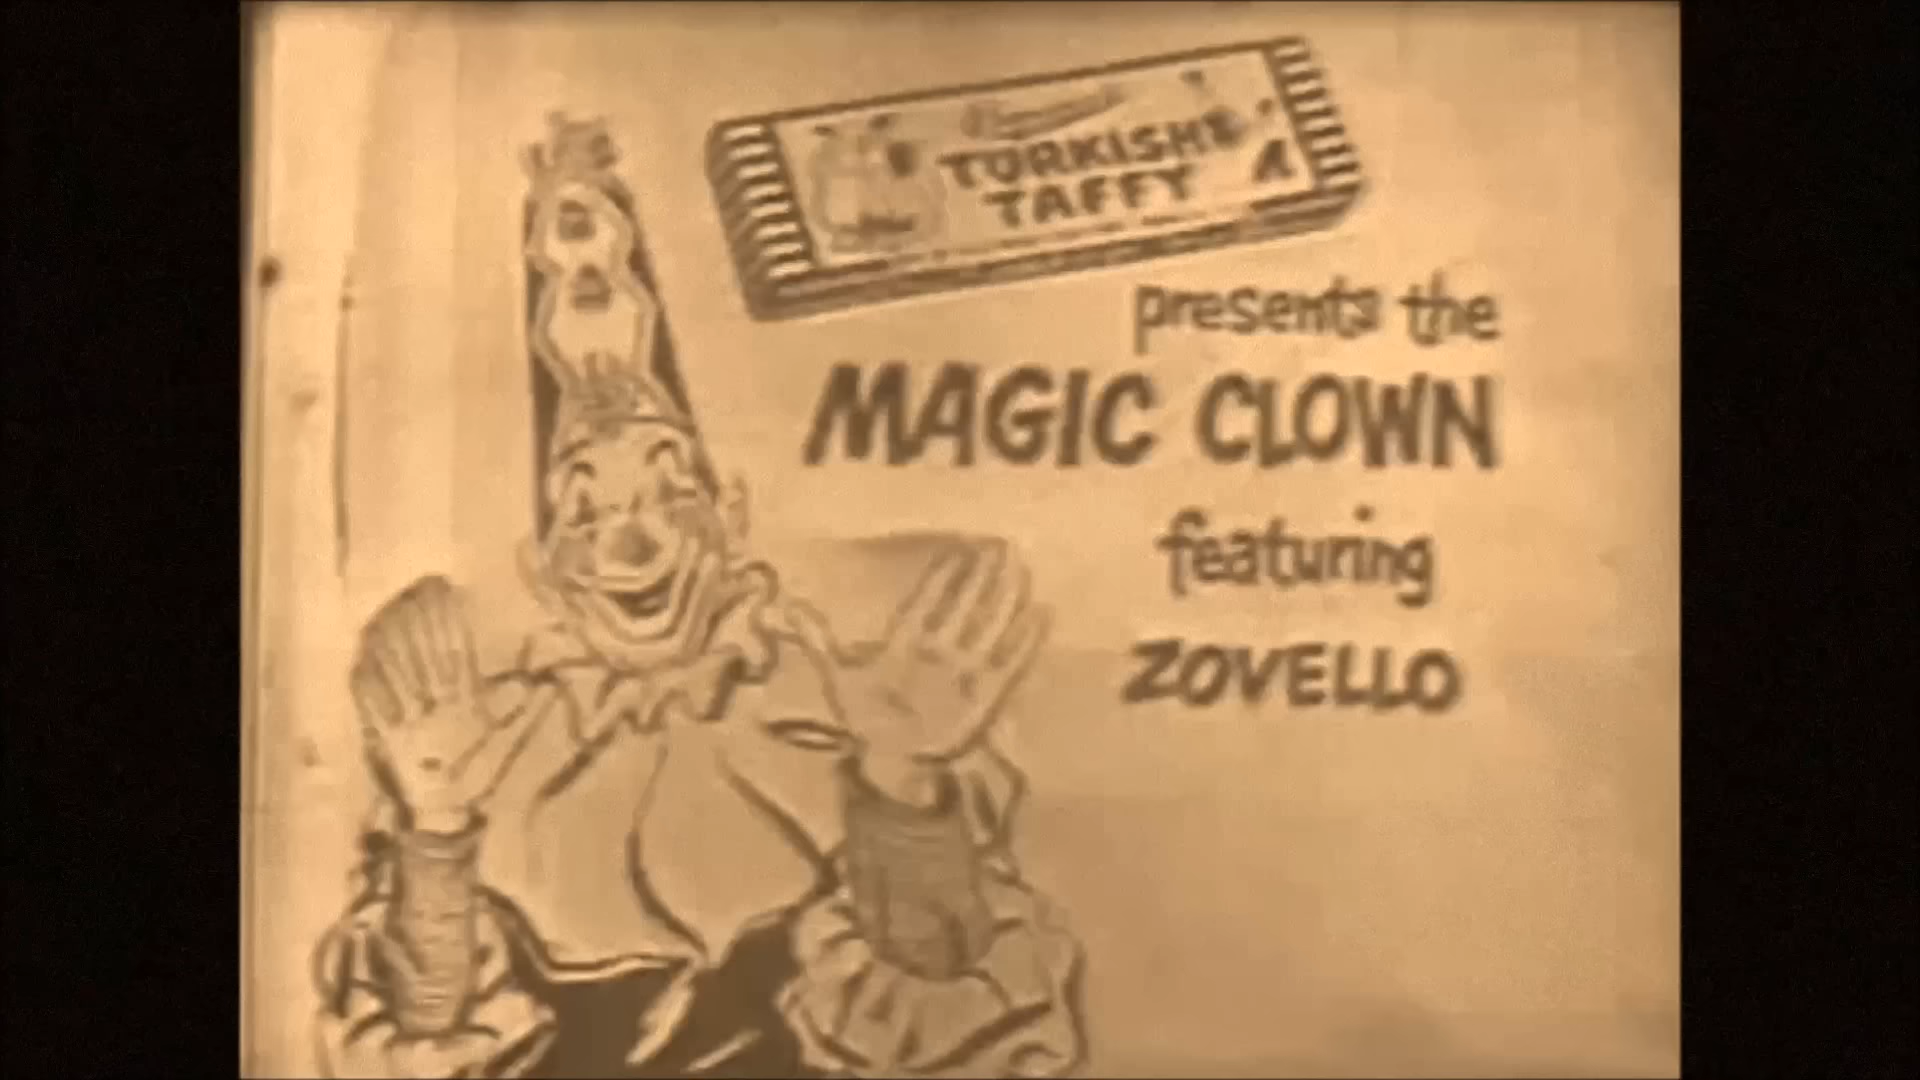 TURKISH
TAFFY
presents the
MAGIC CLOWN
featuring
ZOVELLO